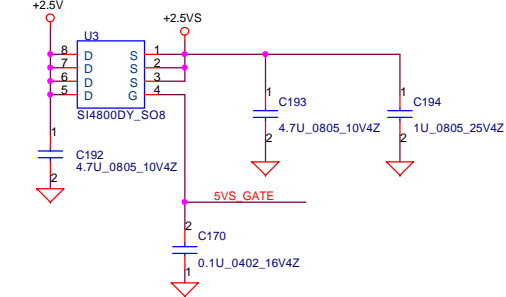 +2.5V
+2.5VS
U3
8 D S 1
7 D S 2
6 D S 3
5 D G 4
SI4800DY_SO8
1
C192
4.7U_0805_10V4Z
2
1
C193
4.7U_0805_10V4Z
2
1
C194
1U_0805_25V4Z
2
5VS_GATE
2
C170
0.1U_0402_16V4Z
1